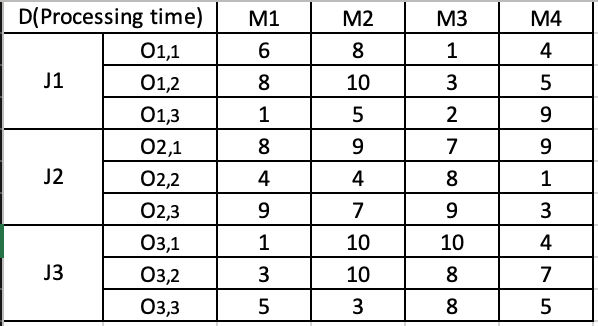 D(Processing time) M1 M2 M3 M4
J1 O1,1 6 8 1 4
O1,2 8 10 3 5
O1,3 1 5 2 9
J2 O2,1 8 9 7 9
O2,2 4 4 8 1
O2,3 9 7 9 3
J3 O3,1 1 10 10 4
O3,2 3 10 8 7
O3,3 5 3 8 5